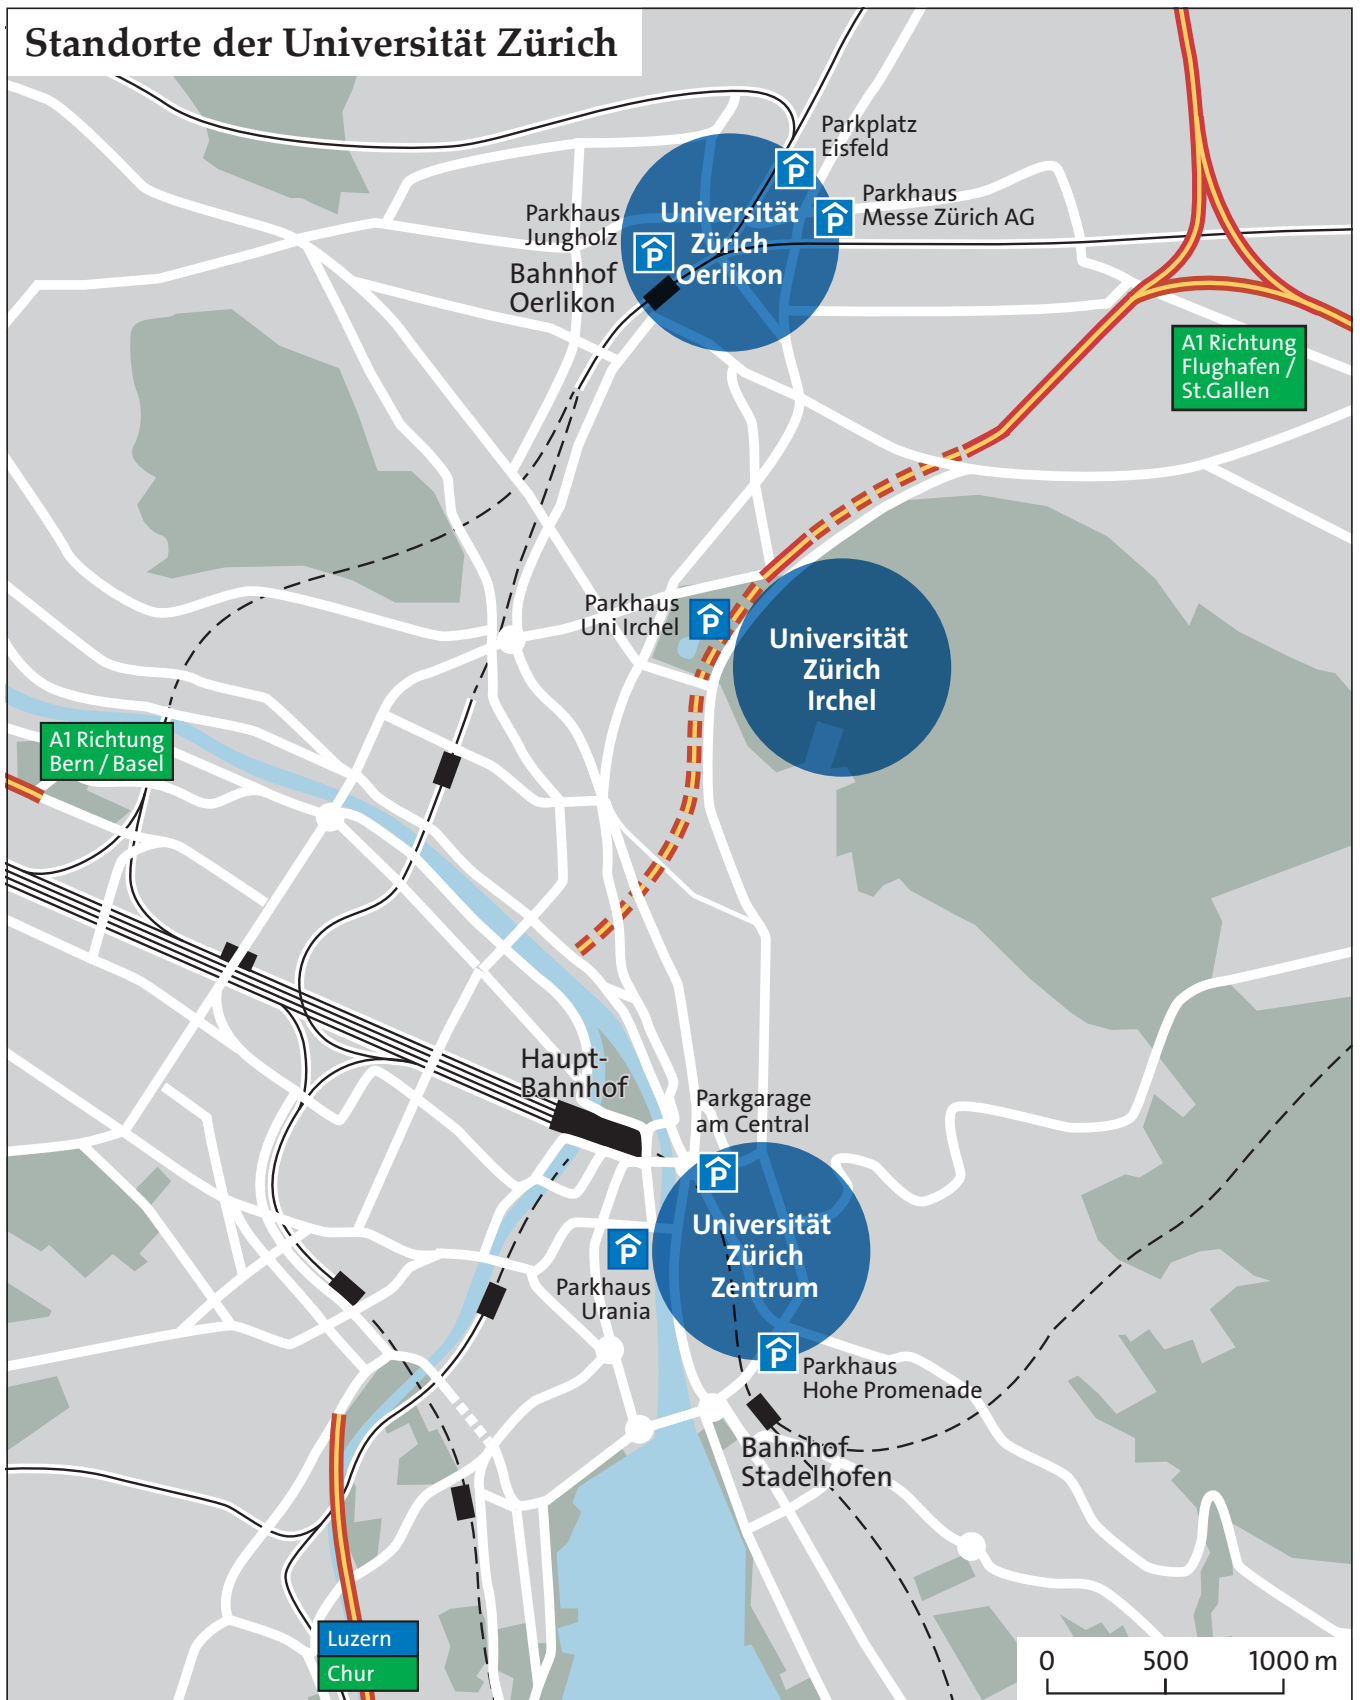 Standorte der Universität Zürich
Parkplatz
Eisfeld
P
Parkhaus
Messe Zürich AG
P
Parkhaus
Jungholz
P
Universität
Zürich
Oerlikon
Bahnhof
Oerlikon
A1 Richtung
Flughafen /
St.Gallen
Parkhaus
Uni Irchel
P
Universität
Zürich
Irchel
A1 Richtung
Bern / Basel
Haupt-
Bahnhof
Parkgarage
am Central
P
Universität
Zürich
Zentrum
P
Parkhaus
Urania
P
Parkhaus
Hohe Promenade
Bahnhof
Stadelhofen
Luzern
Chur
0 500 1000 m